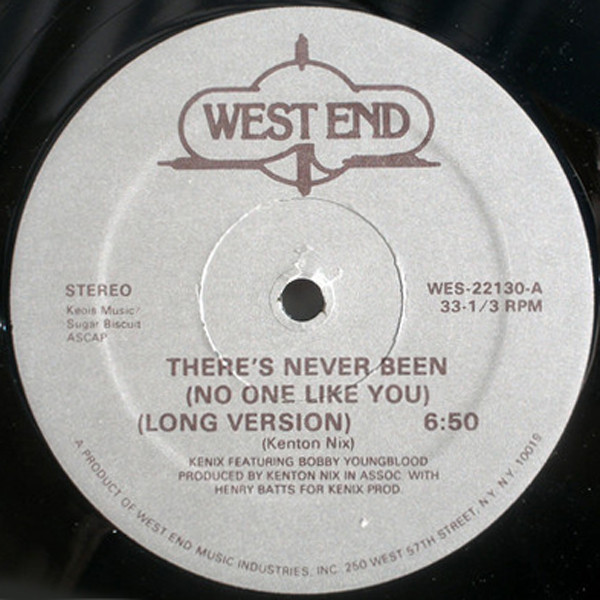 WEST END
STEREO
Keois Music/
Sugar Biscuit
ASCAP
WES-22130-A
33-1/3 RPM
THERE'S NEVER BEEN
(NO ONE LIKE YOU)
(LONG VERSION) 6:50
(Kenton Nix)
KENIX FEATURING BOBBY YOUNGBLOOD
PRODUCED BY KENTON NIX IN ASSOC. WITH
HENRY BATTS FOR KENIX PROD.
A PRODUCT OF WEST END MUSIC INDUSTRIES, INC. 250 WEST 57TH STREET, N.Y. N.Y. 10019